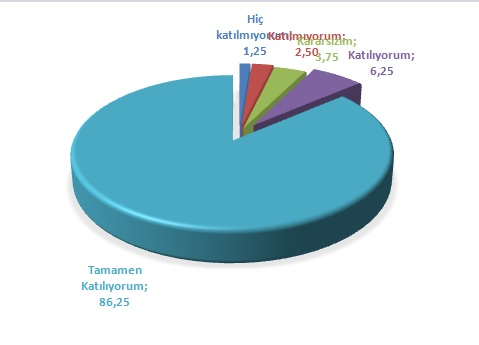 Hiç
katılmıyorum;
1,25
Katılmıyorum;
2,50
Kararsızım;
3,75
Katılıyorum;
6,25
Tamamen
Katılıyorum;
86,25